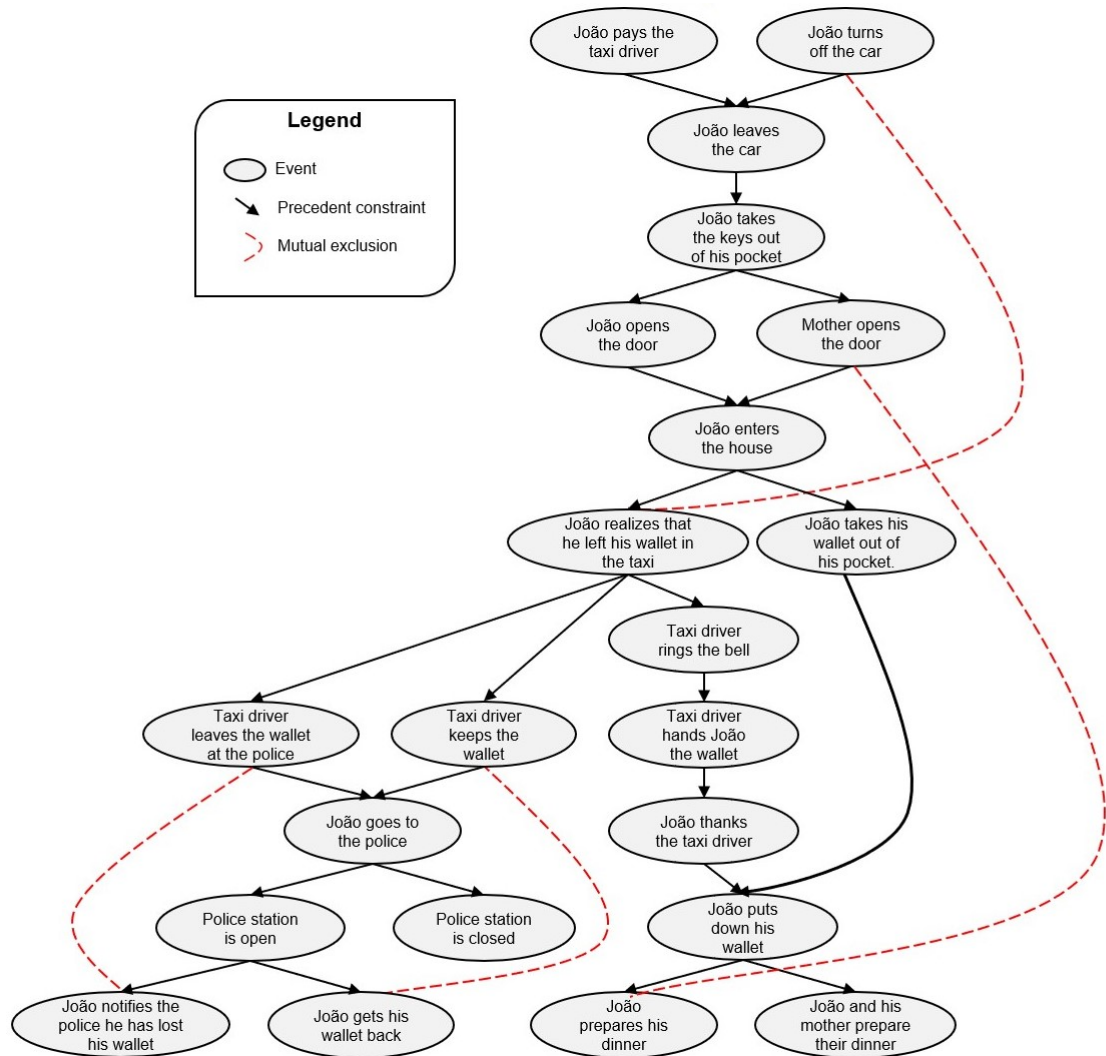 João pays the
taxi driver
João turns
off the car
Legend
Event
Precedent constraint
Mutual exclusion
João leaves
the car
João takes
the keys out
of his pocket
João opens
the door
Mother opens
the door
João enters
the house
João realizes that
he left his wallet in
the taxi
João takes his
wallet out of
his pocket.
Taxi driver
rings the bell
Taxi driver
leaves the wallet
at the police
Taxi driver
keeps the
wallet
Taxi driver
hands João
the wallet
João goes to
the police
João thanks
the taxi driver
Police station
is open
Police station
is closed
João puts
down his
wallet
João notifies the
police he has lost
his wallet
João gets his
wallet back
João
prepares his
dinner
João and his
mother prepare
their dinner